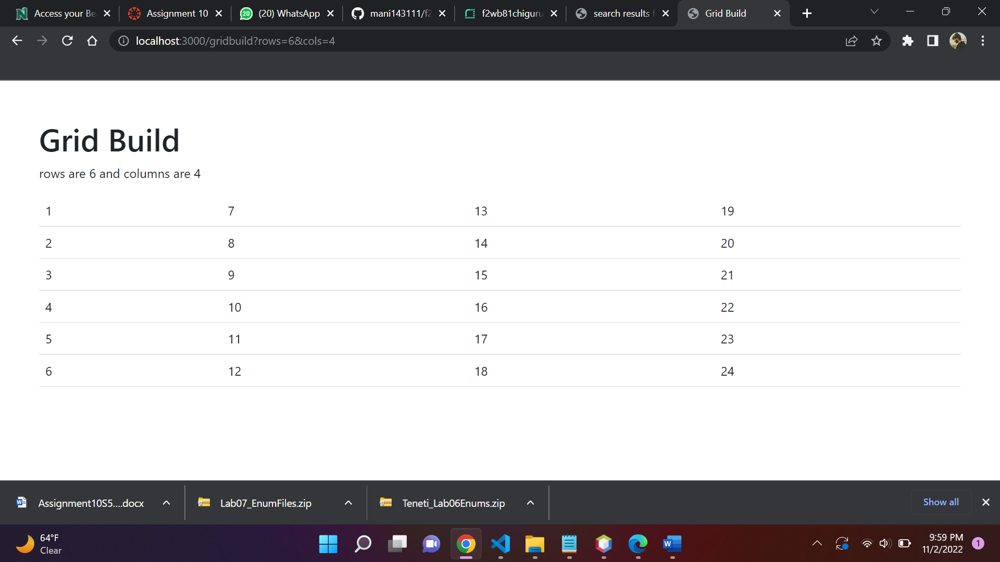 Access your Be
Assignment 10
(20) WhatsApp
mani143111/f2
f2wb81chiguru
search results f
Grid Build
localhost:3000/gridbuild?rows=6&cols=4
Grid Build
rows are 6 and columns are 4
1 7 13 19
2 8 14 20
3 9 15 21
4 10 16 22
5 11 17 23
6 12 18 24
Assignment10S5....docx
Lab07_EnumFiles.zip
Teneti_Lab06Enums.zip
Show all
64°F
Clear
9:59 PM
11/2/2022
1